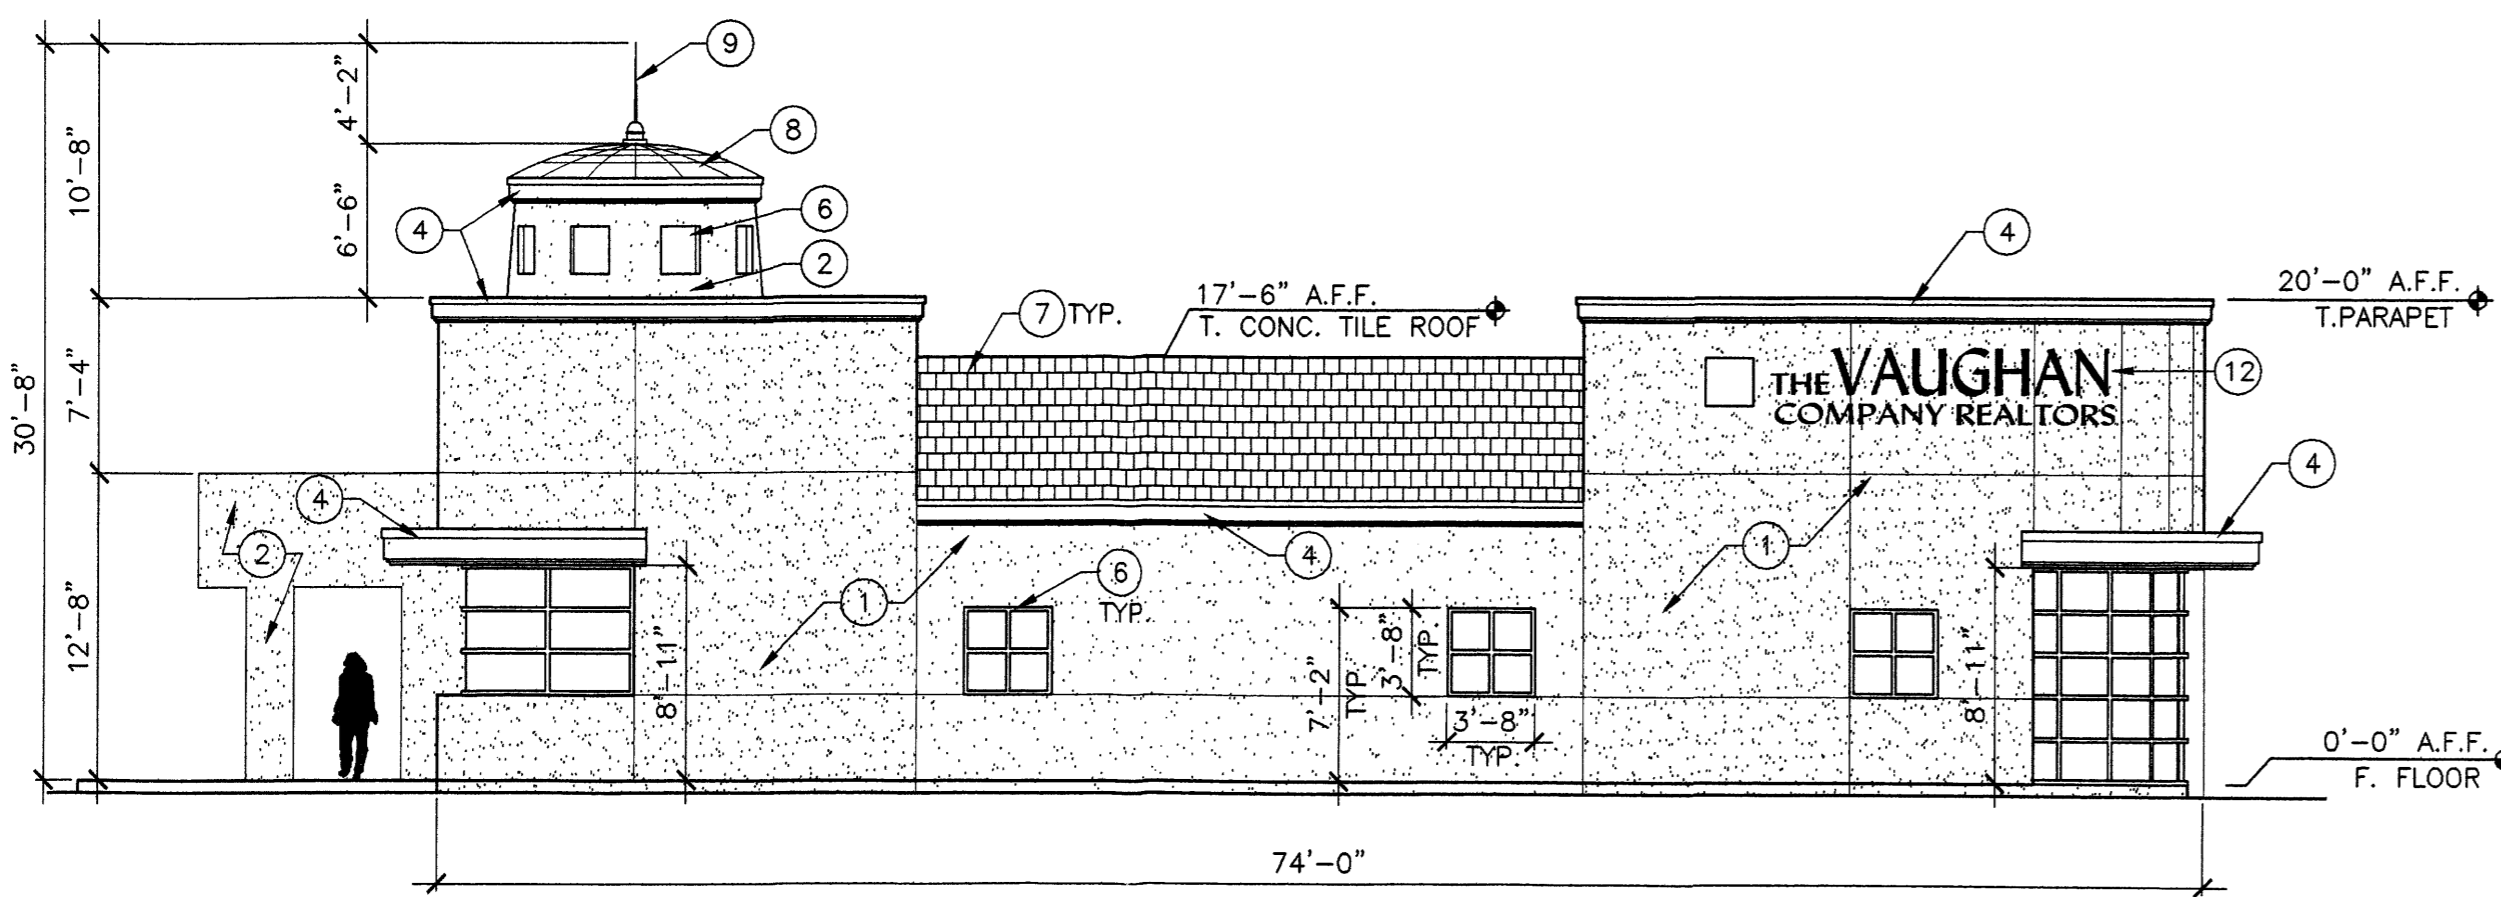 9
4'-2"
8
10'-8"
6'-6"
6
4
2
4
20'-0" A.F.F.
T.PARAPET
17'-6" A.F.F.
T. CONC. TILE ROOF
7 TYP.
30'-8"
7'-4"
THE VAUGHAN
COMPANY REALTORS
12
4
4
2
1
4
1
6
TYP.
12'-8"
8'-11"
7'-2"
TYP.
3'-8"
TYP.
3'-8"
TYP.
8'-11"
0'-0" A.F.F.
F. FLOOR
74'-0"